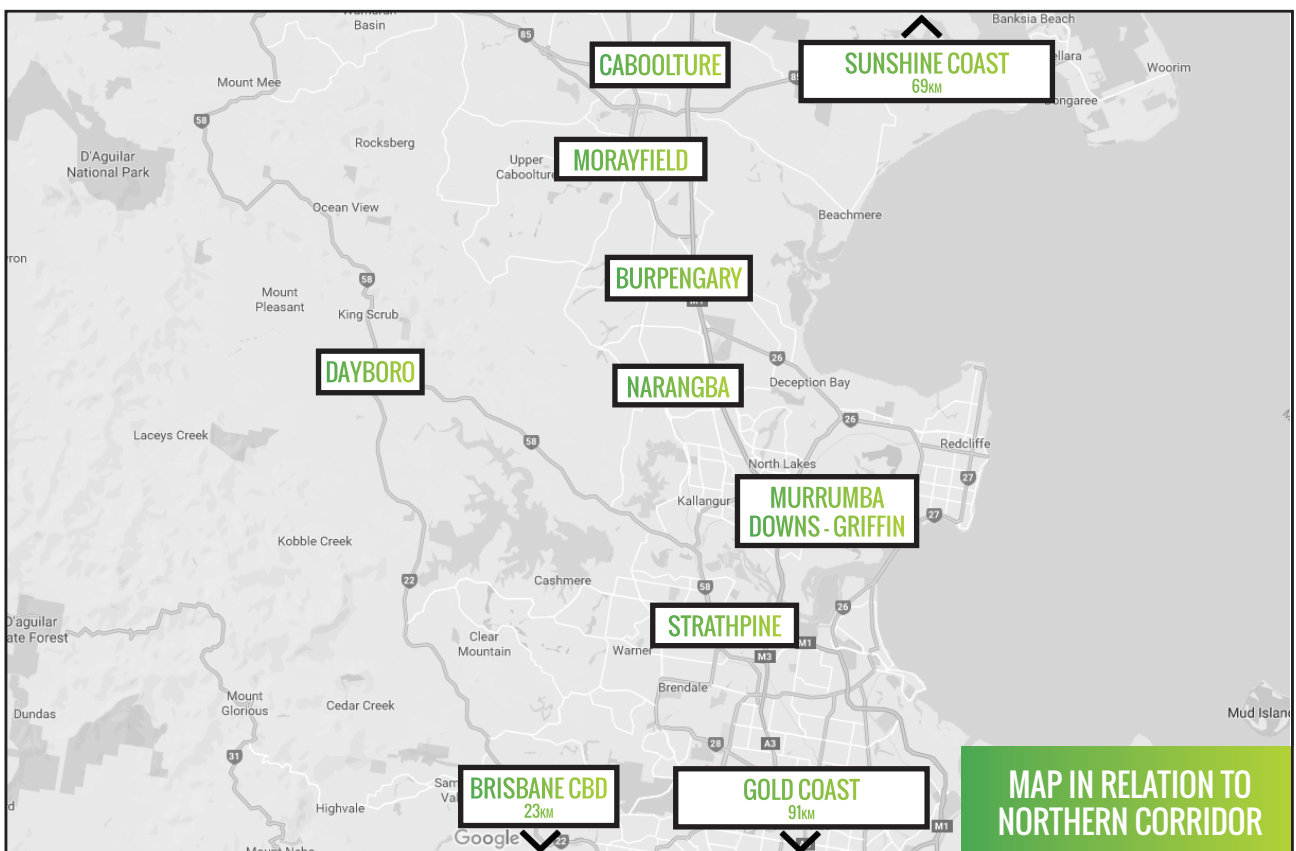 Basin
Banksia Beach
85
CABOOLTURE
SUNSHINE COAST
69KM
Woorim
Mount Mee
85
58
Rocksberg
D'Aguilar
National Park
Upper
MORAYFIELD
Ocean View
Beachmere
58
BURPENGARY
Mount
Pleasant
King Scrub
26
DAYBORO
NARANGBA
Deception Bay
26
Laceys Creek
58
Redcliffe
North Lakes
27
Kallangur
MURRUMBA
DOWNS - GRIFFIN
27
Kobble Creek
22
Cashmere
58
26
STRATHPINE
Clear
Mountain
Warner
M1
M3
Brendale
Mount
Glorious
Cedar Creek
Dundas
Mud Island
28
A3
31
BRISBANE CBD
23KM
GOLD COAST
91KM
MAP IN RELATION TO
NORTHERN CORRIDOR
Highvale
M1
Google
22